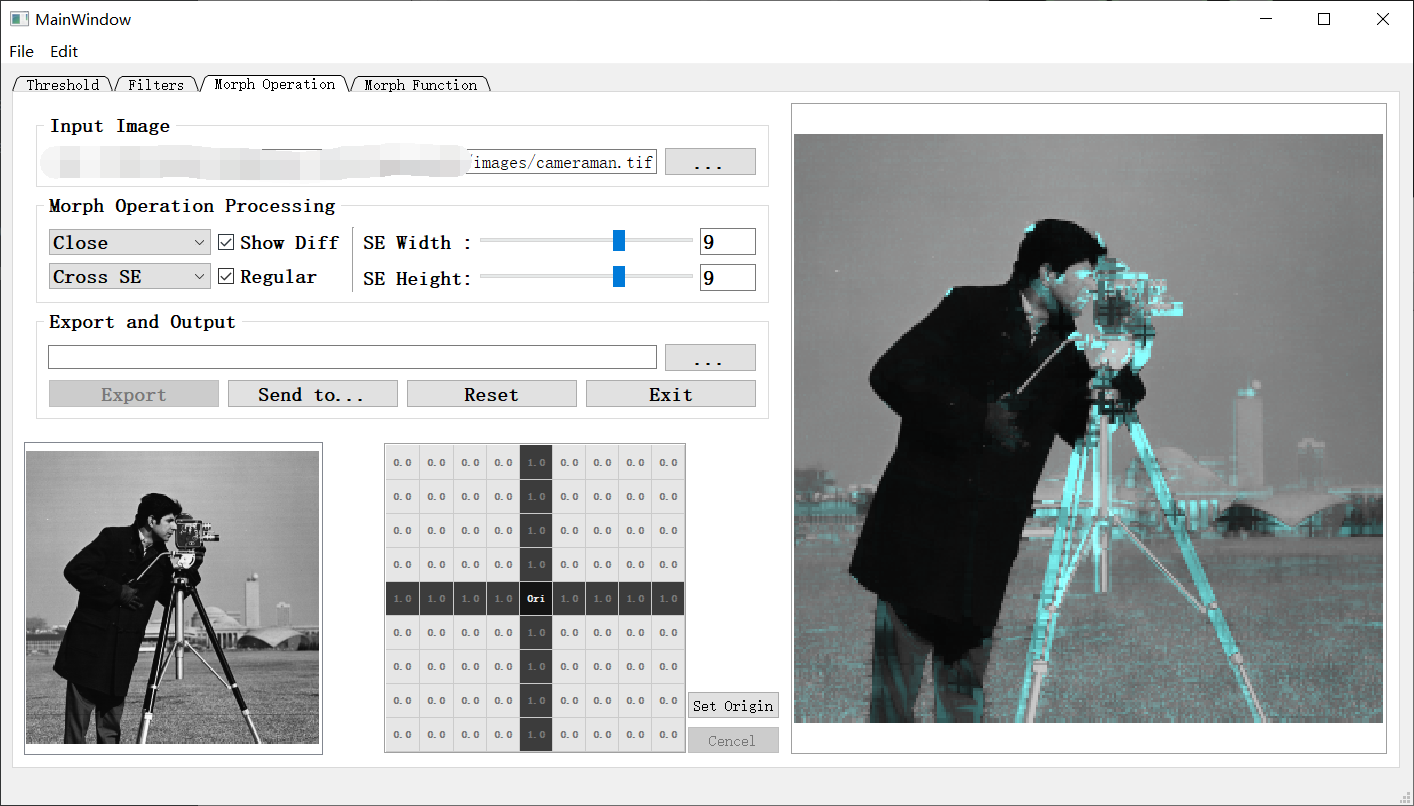 MainWindow
File Edit
Threshold Filters Morph Operation Morph Function
Input Image
/images/cameraman.tif ...
Morph Operation Processing
Close Show Diff SE Width : 9
Cross SE Regular SE Height: 9
Export and Output
...
Export Send to... Reset Exit
0.0 0.0 0.0 0.0 1.0 0.0 0.0 0.0 0.0
0.0 0.0 0.0 0.0 1.0 0.0 0.0 0.0 0.0
0.0 0.0 0.0 0.0 1.0 0.0 0.0 0.0 0.0
0.0 0.0 0.0 0.0 1.0 0.0 0.0 0.0 0.0
1.0 1.0 1.0 1.0 Ori 1.0 1.0 1.0 1.0
0.0 0.0 0.0 0.0 1.0 0.0 0.0 0.0 0.0
0.0 0.0 0.0 0.0 1.0 0.0 0.0 0.0 0.0
0.0 0.0 0.0 0.0 1.0 0.0 0.0 0.0 0.0
Set Origin
0.0 0.0 0.0 0.0 1.0 0.0 0.0 0.0 0.0
Cencel